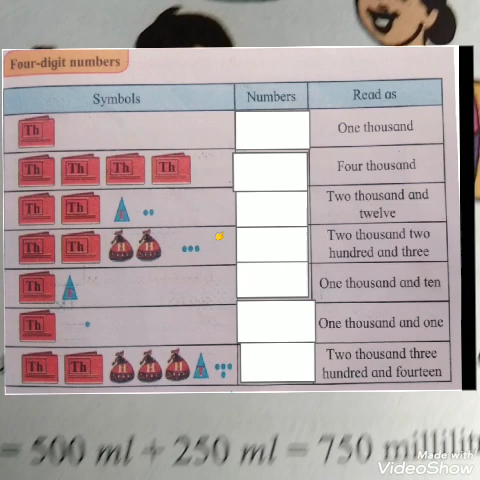 Four-digit numbers
Symbols Numbers Read as
Th One thousand
Th Th Th Th Four thousand
Th Th Two thousand and
twelve
Th Th H H Two thousand two
hundred and three
Th One thousand and ten
Th One thousand and one
Th Th H H H Two thousand three
hundred and fourteen
= 500 ml + 250 ml = 750 millilit
Made with
VideoShow